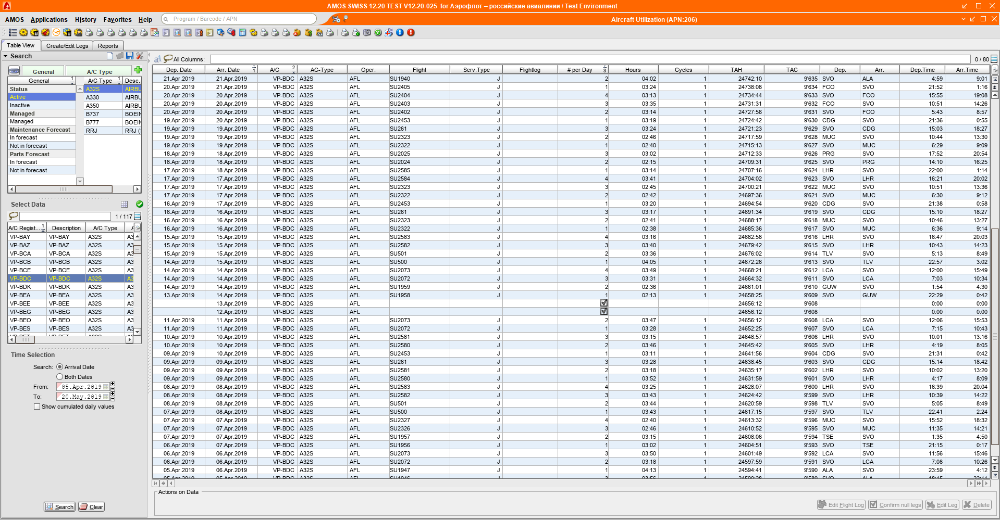 AMOS SWISS 12.20 TEST V12.20-025 for Аэрофлот – российские авиалинии / Test Environment
AMOS Applications History Favorites Help Program / Barcode / APN Aircraft Utilization (APN:206)
Table View Create/Edit Legs Reports
Search
General A/C Type
General 1 A/C Type 1 Desc.
Status A32S AIRBU
Active A330 AIRBU
Inactive A350 AIRBU
Managed B737 BOEIN
Managed B777 BOEIN
Maintenance Forecast RRJ RRJ (S
In forecast
Not in forecast
Parts Forecast
In forecast
Not in forecast
Select Data
1 / 117
A/C Regist... 1 Description A/C Type A
VP-BAY VP-BAY A32S A3
VP-BAZ VP-BAZ A32S A3
VP-BCA VP-BCA A32S A3
VP-BCB VP-BCB A32S A3
VP-BCE VP-BCE A32S A3
VP-BDC VP-BDC A32S A3
VP-BDK VP-BDK A32S A3
VP-BEA VP-BEA A32S A3
VP-BEE VP-BEE A32S A3
VP-BEG VP-BEG A32S A3
VP-BEO VP-BEO A32S A3
VP-BES VP-BES A32S A3
Time Selection
Search: Arrival Date
Both Dates
From: 05.Apr.2019
To: 20.May.2019
Show cumulated daily values
Search Clear
All Columns: 0 / 80
Dep. Date Arr. Date 1 A/C 2 AC-Type Oper. Flight Serv.Type Flightlog # per Day 3 Hours Cycles TAH TAC Dep. Arr. Dep.Time Arr.Time
21.Apr.2019 21.Apr.2019 VP-BDC A32S AFL SU1940 J 2 04:02 1 24742:10 9'635 SVO ALA 4:59 9:01
20.Apr.2019 21.Apr.2019 VP-BDC A32S AFL SU2405 J 1 03:24 1 24738:08 9'634 FCO SVO 21:52 1:16
20.Apr.2019 20.Apr.2019 VP-BDC A32S AFL SU2404 J 4 03:13 1 24734:44 9'633 SVO FCO 15:55 19:08
20.Apr.2019 20.Apr.2019 VP-BDC A32S AFL SU2403 J 3 03:35 1 24731:31 9'632 FCO SVO 10:51 14:26
20.Apr.2019 20.Apr.2019 VP-BDC A32S AFL SU2402 J 2 03:14 1 24727:56 9'631 SVO FCO 5:43 8:57
19.Apr.2019 20.Apr.2019 VP-BDC A32S AFL SU2453 J 1 03:19 1 24724:42 9'630 CDG SVO 21:36 0:55
19.Apr.2019 19.Apr.2019 VP-BDC A32S AFL SU261 J 3 03:24 1 24721:23 9'629 SVO CDG 15:03 18:27
19.Apr.2019 19.Apr.2019 VP-BDC A32S AFL SU2323 J 2 02:46 1 24717:59 9'628 MUC SVO 10:44 13:30
19.Apr.2019 19.Apr.2019 VP-BDC A32S AFL SU2322 J 1 02:40 1 24715:13 9'627 SVO MUC 6:29 9:09
18.Apr.2019 18.Apr.2019 VP-BDC A32S AFL SU2025 J 3 03:02 1 24712:33 9'626 PRG SVO 17:52 20:54
18.Apr.2019 18.Apr.2019 VP-BDC A32S AFL SU2024 J 2 02:15 1 24709:31 9'625 SVO PRG 14:10 16:25
17.Apr.2019 18.Apr.2019 VP-BDC A32S AFL SU2585 J 1 03:14 1 24707:16 9'624 LHR SVO 22:00 1:14
17.Apr.2019 17.Apr.2019 VP-BDC A32S AFL SU2584 J 4 03:41 1 24704:02 9'623 SVO LHR 16:21 20:02
17.Apr.2019 17.Apr.2019 VP-BDC A32S AFL SU2323 J 3 02:45 1 24700:21 9'622 MUC SVO 10:51 13:36
17.Apr.2019 17.Apr.2019 VP-BDC A32S AFL SU2322 J 2 02:42 1 24697:36 9'621 SVO MUC 6:30 9:12
16.Apr.2019 17.Apr.2019 VP-BDC A32S AFL SU2453 J 1 03:20 1 24694:54 9'620 CDG SVO 21:38 0:58
16.Apr.2019 16.Apr.2019 VP-BDC A32S AFL SU261 J 3 03:17 1 24691:34 9'619 SVO CDG 15:10 18:27
16.Apr.2019 16.Apr.2019 VP-BDC A32S AFL SU2323 J 2 02:41 1 24688:17 9'618 MUC SVO 10:46 13:27
16.Apr.2019 16.Apr.2019 VP-BDC A32S AFL SU2322 J 1 02:38 1 24685:36 9'617 SVO MUC 6:36 9:14
15.Apr.2019 15.Apr.2019 VP-BDC A32S AFL SU2583 J 4 03:16 1 24682:58 9'616 LHR SVO 16:47 20:03
15.Apr.2019 15.Apr.2019 VP-BDC A32S AFL SU2582 J 3 03:40 1 24679:42 9'615 SVO LHR 10:43 14:23
15.Apr.2019 15.Apr.2019 VP-BDC A32S AFL SU501 J 2 03:36 1 24676:02 9'614 TLV SVO 5:13 8:49
14.Apr.2019 15.Apr.2019 VP-BDC A32S AFL SU500 J 1 04:05 1 24672:26 9'613 SVO TLV 22:57 3:02
14.Apr.2019 14.Apr.2019 VP-BDC A32S AFL SU2073 J 4 03:49 1 24668:21 9'612 LCA SVO 12:00 15:49
14.Apr.2019 14.Apr.2019 VP-BDC A32S AFL SU2072 J 3 03:31 1 24664:32 9'611 SVO LCA 7:03 10:34
14.Apr.2019 14.Apr.2019 VP-BDC A32S AFL SU1959 J 2 02:36 1 24661:01 9'610 GUW SVO 1:54 4:30
13.Apr.2019 14.Apr.2019 VP-BDC A32S AFL SU1958 J 1 02:13 1 24658:25 9'609 SVO GUW 22:29 0:42
13.Apr.2019 VP-BDC A32S AFL 24656:12 9'608 0:00 0:00
12.Apr.2019 VP-BDC A32S AFL 24656:12 9'608 0:00 0:00
11.Apr.2019 11.Apr.2019 VP-BDC A32S AFL SU2073 J 2 03:47 1 24656:12 9'608 LCA SVO 12:06 15:53
11.Apr.2019 11.Apr.2019 VP-BDC A32S AFL SU2072 J 1 03:28 1 24652:25 9'607 SVO LCA 7:15 10:43
10.Apr.2019 10.Apr.2019 VP-BDC A32S AFL SU2581 J 3 03:15 1 24648:57 9'606 LHR SVO 10:01 13:16
10.Apr.2019 10.Apr.2019 VP-BDC A32S AFL SU2580 J 2 03:46 1 24645:42 9'605 SVO LHR 4:19 8:05
09.Apr.2019 10.Apr.2019 VP-BDC A32S AFL SU2453 J 1 03:11 1 24641:56 9'604 CDG SVO 21:31 0:42
09.Apr.2019 09.Apr.2019 VP-BDC A32S AFL SU261 J 3 03:28 1 24638:45 9'603 SVO CDG 15:14 18:42
09.Apr.2019 09.Apr.2019 VP-BDC A32S AFL SU2581 J 2 03:18 1 24635:17 9'602 LHR SVO 10:02 13:20
09.Apr.2019 09.Apr.2019 VP-BDC A32S AFL SU2580 J 1 03:52 1 24631:59 9'601 SVO LHR 4:17 8:09
08.Apr.2019 08.Apr.2019 VP-BDC A32S AFL SU2583 J 4 03:25 1 24628:07 9'600 LHR SVO 16:39 20:04
08.Apr.2019 08.Apr.2019 VP-BDC A32S AFL SU2582 J 3 03:43 1 24624:42 9'599 SVO LHR 10:39 14:22
08.Apr.2019 08.Apr.2019 VP-BDC A32S AFL SU501 J 2 03:44 1 24620:59 9'598 TLV SVO 5:05 8:49
07.Apr.2019 08.Apr.2019 VP-BDC A32S AFL SU500 J 1 03:43 1 24617:15 9'597 SVO TLV 22:41 2:24
07.Apr.2019 07.Apr.2019 VP-BDC A32S AFL SU2327 J 4 02:40 1 24613:32 9'596 MUC SVO 15:52 18:32
07.Apr.2019 07.Apr.2019 VP-BDC A32S AFL SU2326 J 3 02:46 1 24610:52 9'595 SVO MUC 11:35 14:21
07.Apr.2019 07.Apr.2019 VP-BDC A32S AFL SU1957 J 2 03:15 1 24608:06 9'594 TSE SVO 1:35 4:50
06.Apr.2019 07.Apr.2019 VP-BDC A32S AFL SU1956 J 1 03:02 1 24604:51 9'593 SVO TSE 21:15 0:17
06.Apr.2019 06.Apr.2019 VP-BDC A32S AFL SU2073 J 3 03:50 1 24601:49 9'592 LCA SVO 11:56 15:46
06.Apr.2019 06.Apr.2019 VP-BDC A32S AFL SU2072 J 2 03:18 1 24597:59 9'591 SVO LCA 7:08 10:26
05.Apr.2019 06.Apr.2019 VP-BDC A32S AFL SU1947 J 1 04:13 1 24594:41 9'590 ALA SVO 23:59 4:12
Actions on Data
Edit Flight Log Confirm null legs Edit Leg Delete